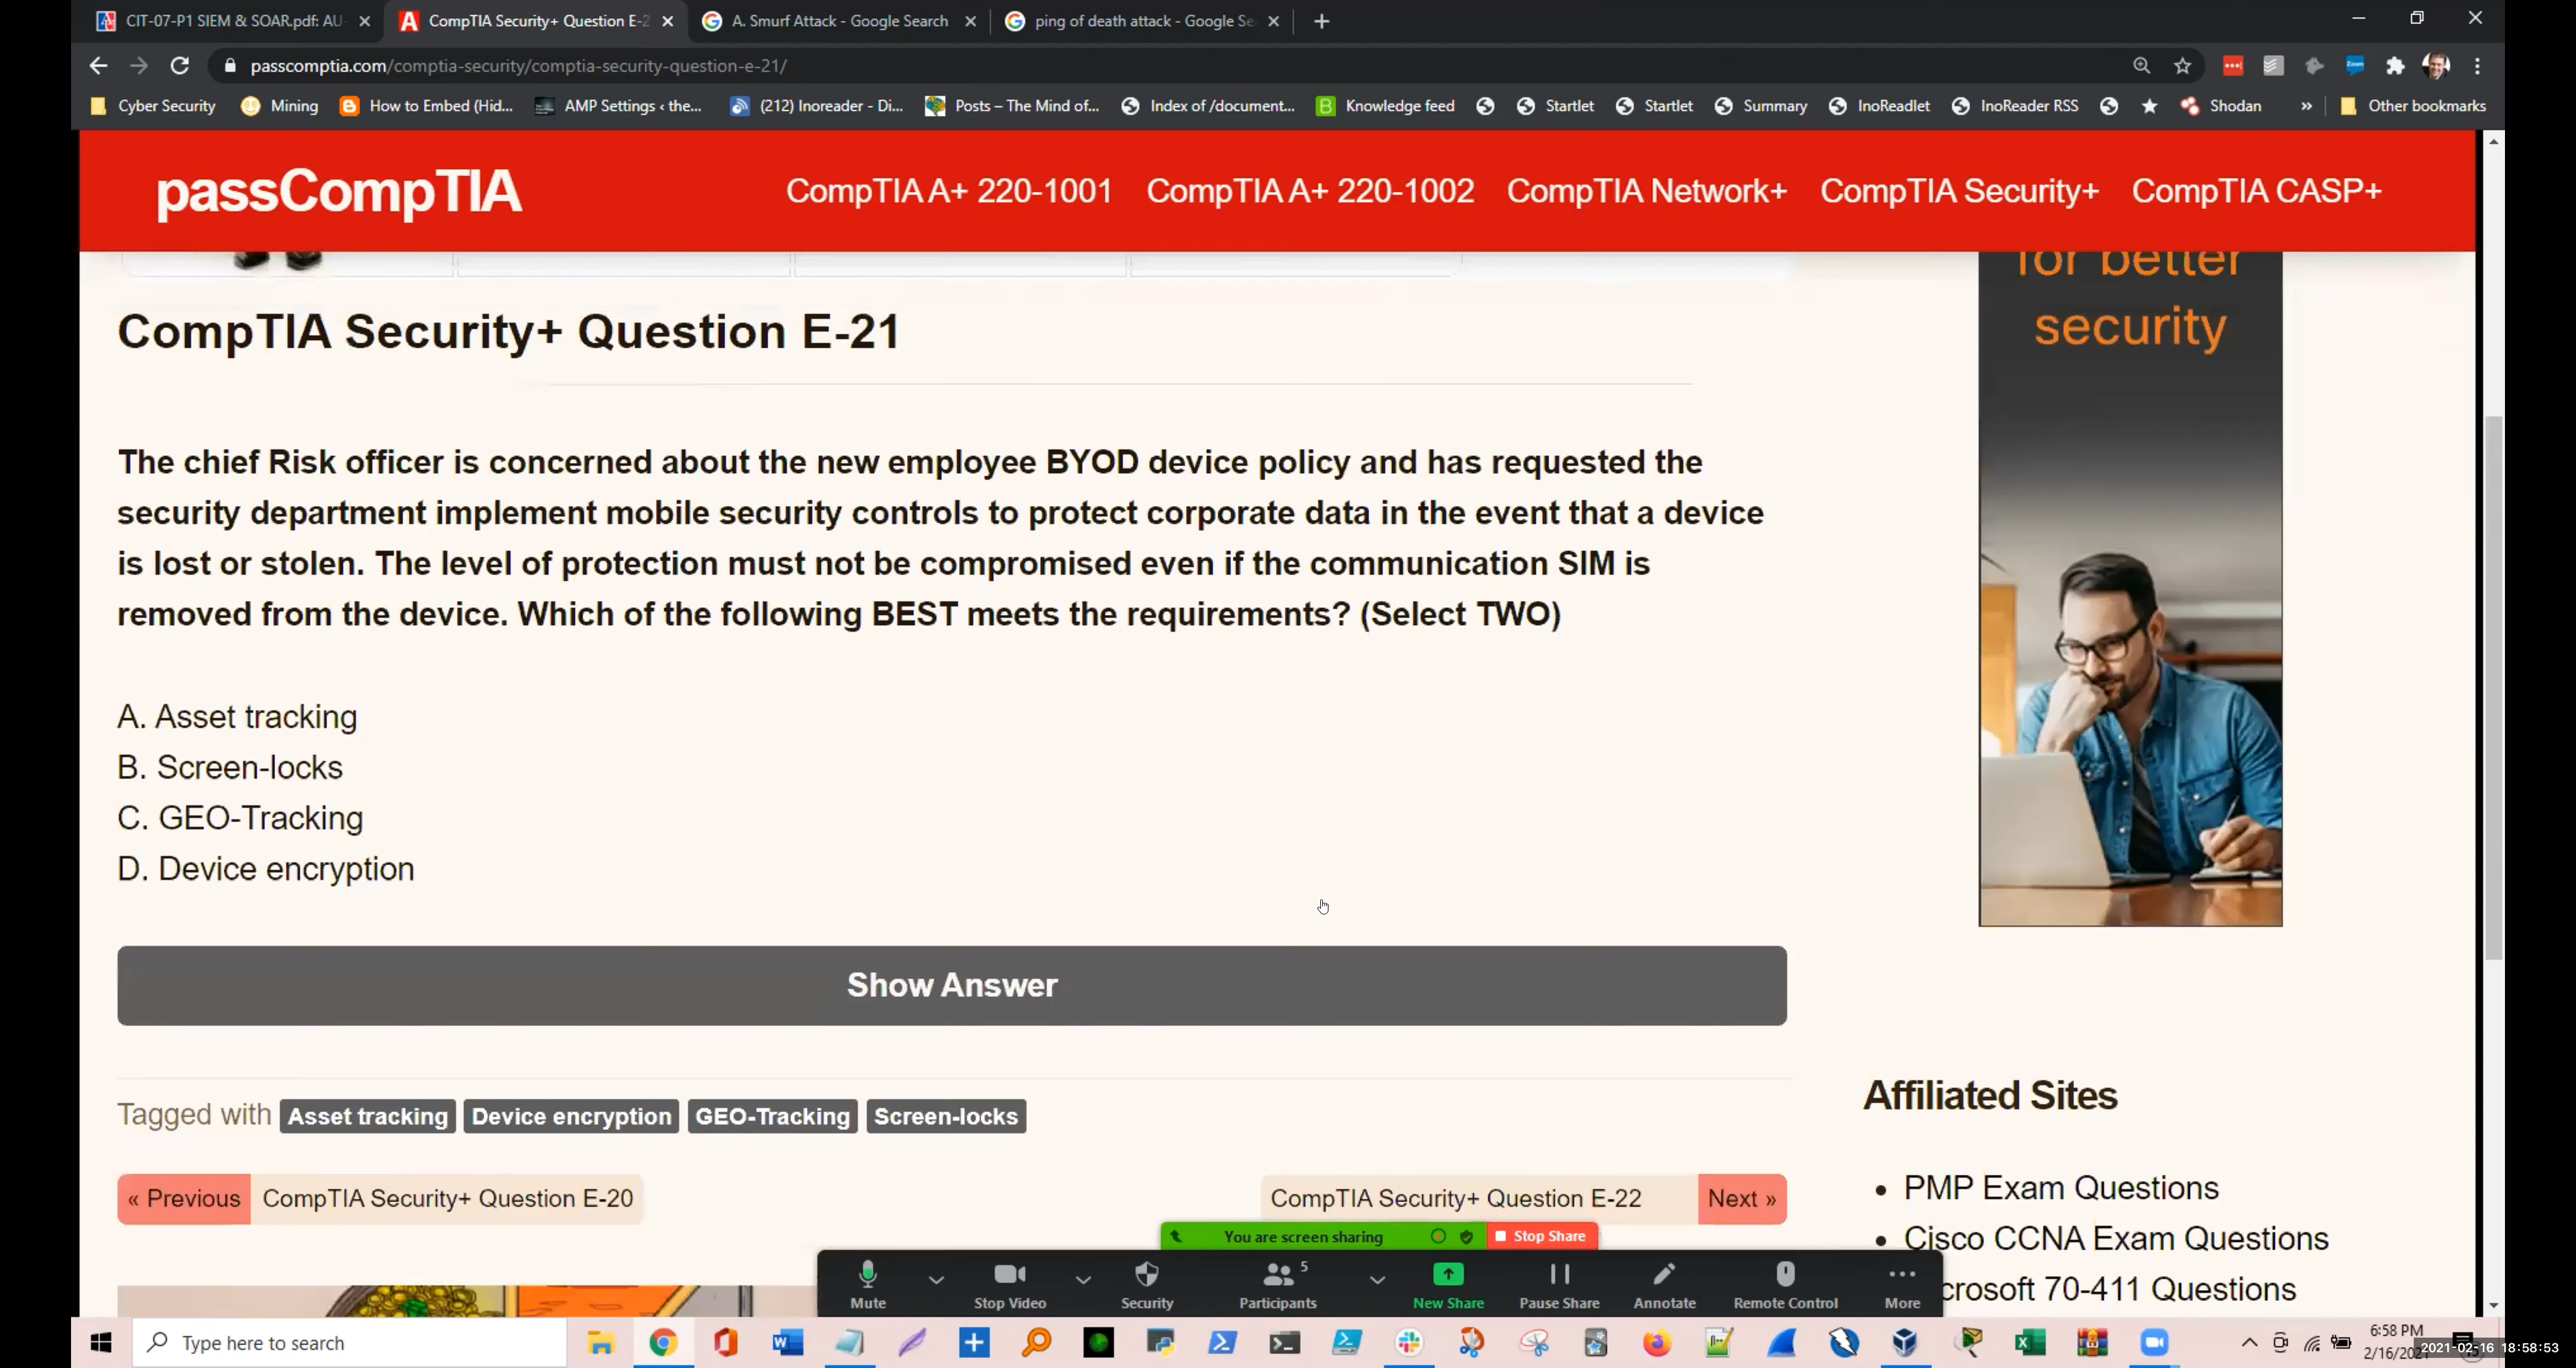 CIT-07-P1 SIEM & SOAR.pdf: AU
CompTIA Security+ Question E-2
A. Smurf Attack - Google Search
ping of death attack - Google Se
passcomptia.com/comptia-security/comptia-security-question-e-21/
Cyber Security
Mining
How to Embed (Hid...
AMP Settings ‹ the...
(212) Inoreader - Di...
Posts – The Mind of...
Index of /document...
Knowledge feed
Startlet
Startlet
Summary
InoReadlet
InoReader RSS
Shodan
»
Other bookmarks
passCompTIA
CompTIA A+ 220-1001
CompTIA A+ 220-1002
CompTIA Network+
CompTIA Security+
CompTIA CASP+
for better
security
CompTIA Security+ Question E-21
The chief Risk officer is concerned about the new employee BYOD device policy and has requested the
security department implement mobile security controls to protect corporate data in the event that a device
is lost or stolen. The level of protection must not be compromised even if the communication SIM is
removed from the device. Which of the following BEST meets the requirements? (Select TWO)
A. Asset tracking
B. Screen-locks
C. GEO-Tracking
D. Device encryption
Show Answer
Tagged with Asset tracking Device encryption GEO-Tracking Screen-locks
« Previous CompTIA Security+ Question E-20
CompTIA Security+ Question E-22 Next »
Affiliated Sites
• PMP Exam Questions
• Cisco CCNA Exam Questions
crosoft 70-411 Questions
You are screen sharing
Stop Share
Mute
Stop Video
Security
5
Participants
New Share
Pause Share
Annotate
Remote Control
More
Type here to search
6:58 PM
2/16/202
2021-02-16 18:58:53